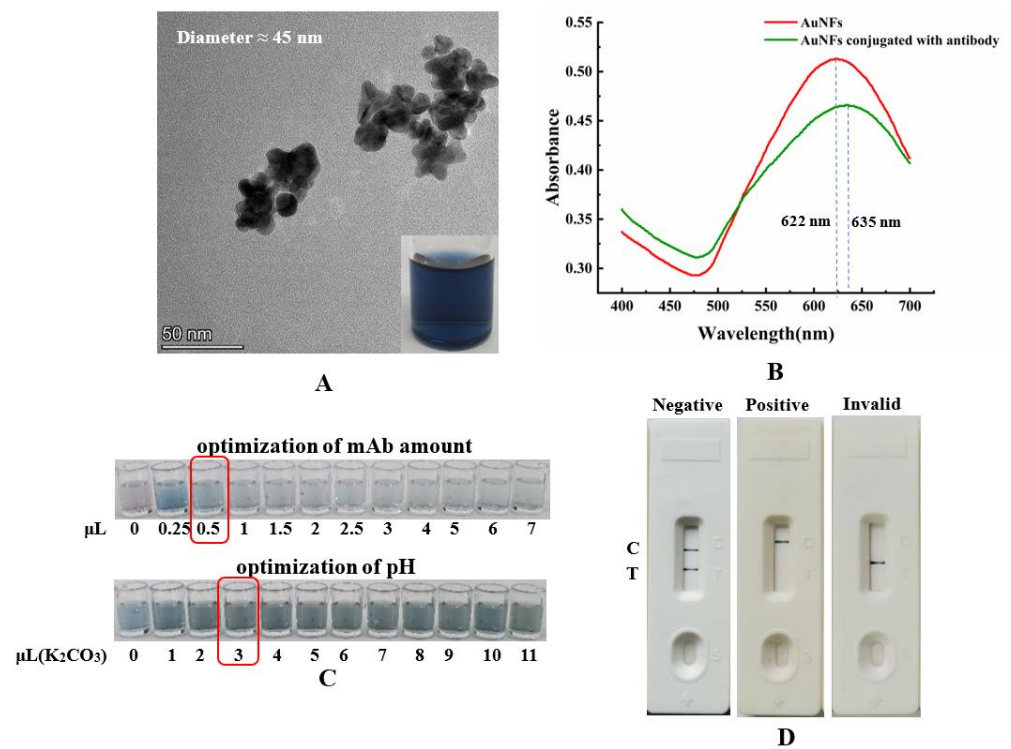 Diameter ≈ 45 nm
50 nm
A
0.55
0.50
0.45
0.40
0.35
0.30
Absorbance
AuNFs
AuNFs conjugated with antibody
622 nm
635 nm
400
450
500
550
600
650
700
Wavelength(nm)
B
optimization of mAb amount
μL 0 0.25 0.5 1 1.5 2 2.5 3 4 5 6 7
optimization of pH
μL(K₂CO₃) 0 1 2 3 4 5 6 7 8 9 10 11
C
Negative Positive Invalid
C
T
C
T
S
C
T
S
C
T
S
D